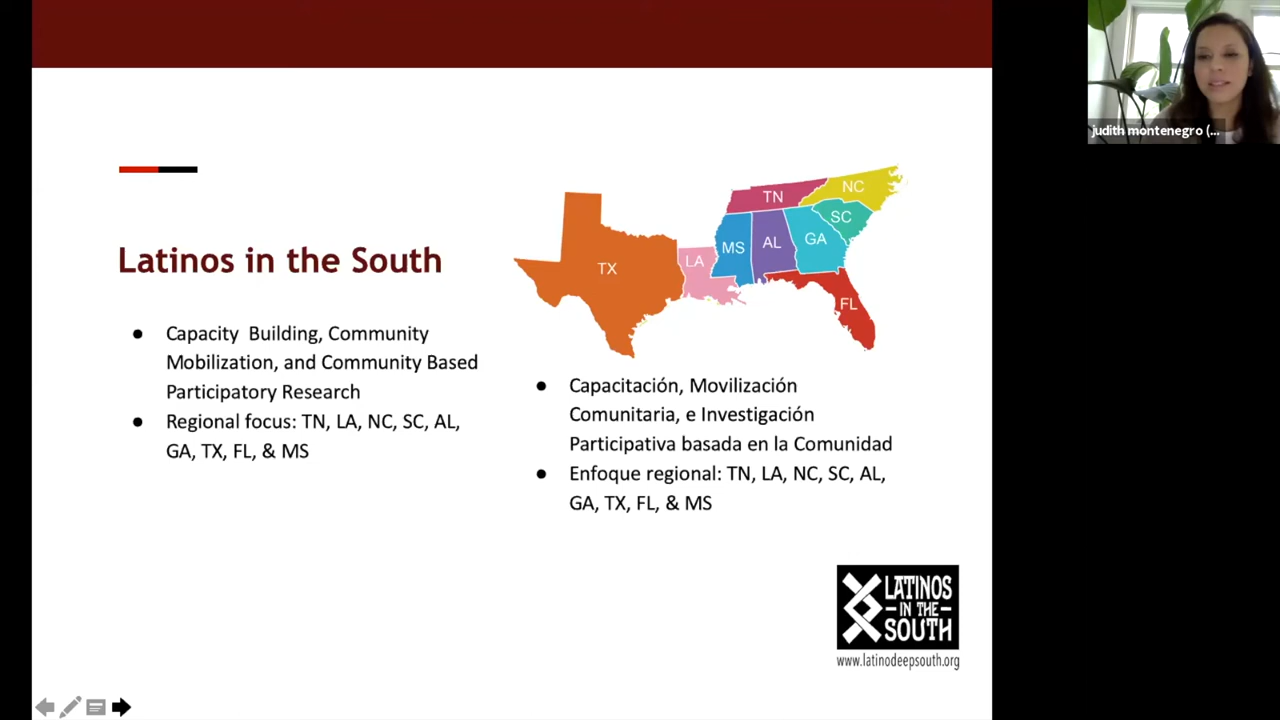 judith montenegro (...
TN
NC
SC
MS
AL
GA
LA
TX
FL
Latinos in the South
● Capacity Building, Community
Mobilization, and Community Based
Participatory Research
● Regional focus: TN, LA, NC, SC, AL,
GA, TX, FL, & MS
● Capacitación, Movilización
Comunitaria, e Investigación
Participativa basada en la Comunidad
● Enfoque regional: TN, LA, NC, SC, AL,
GA, TX, FL, & MS
LATINOS
IN THE
SOUTH
www.latinodeepsouth.org